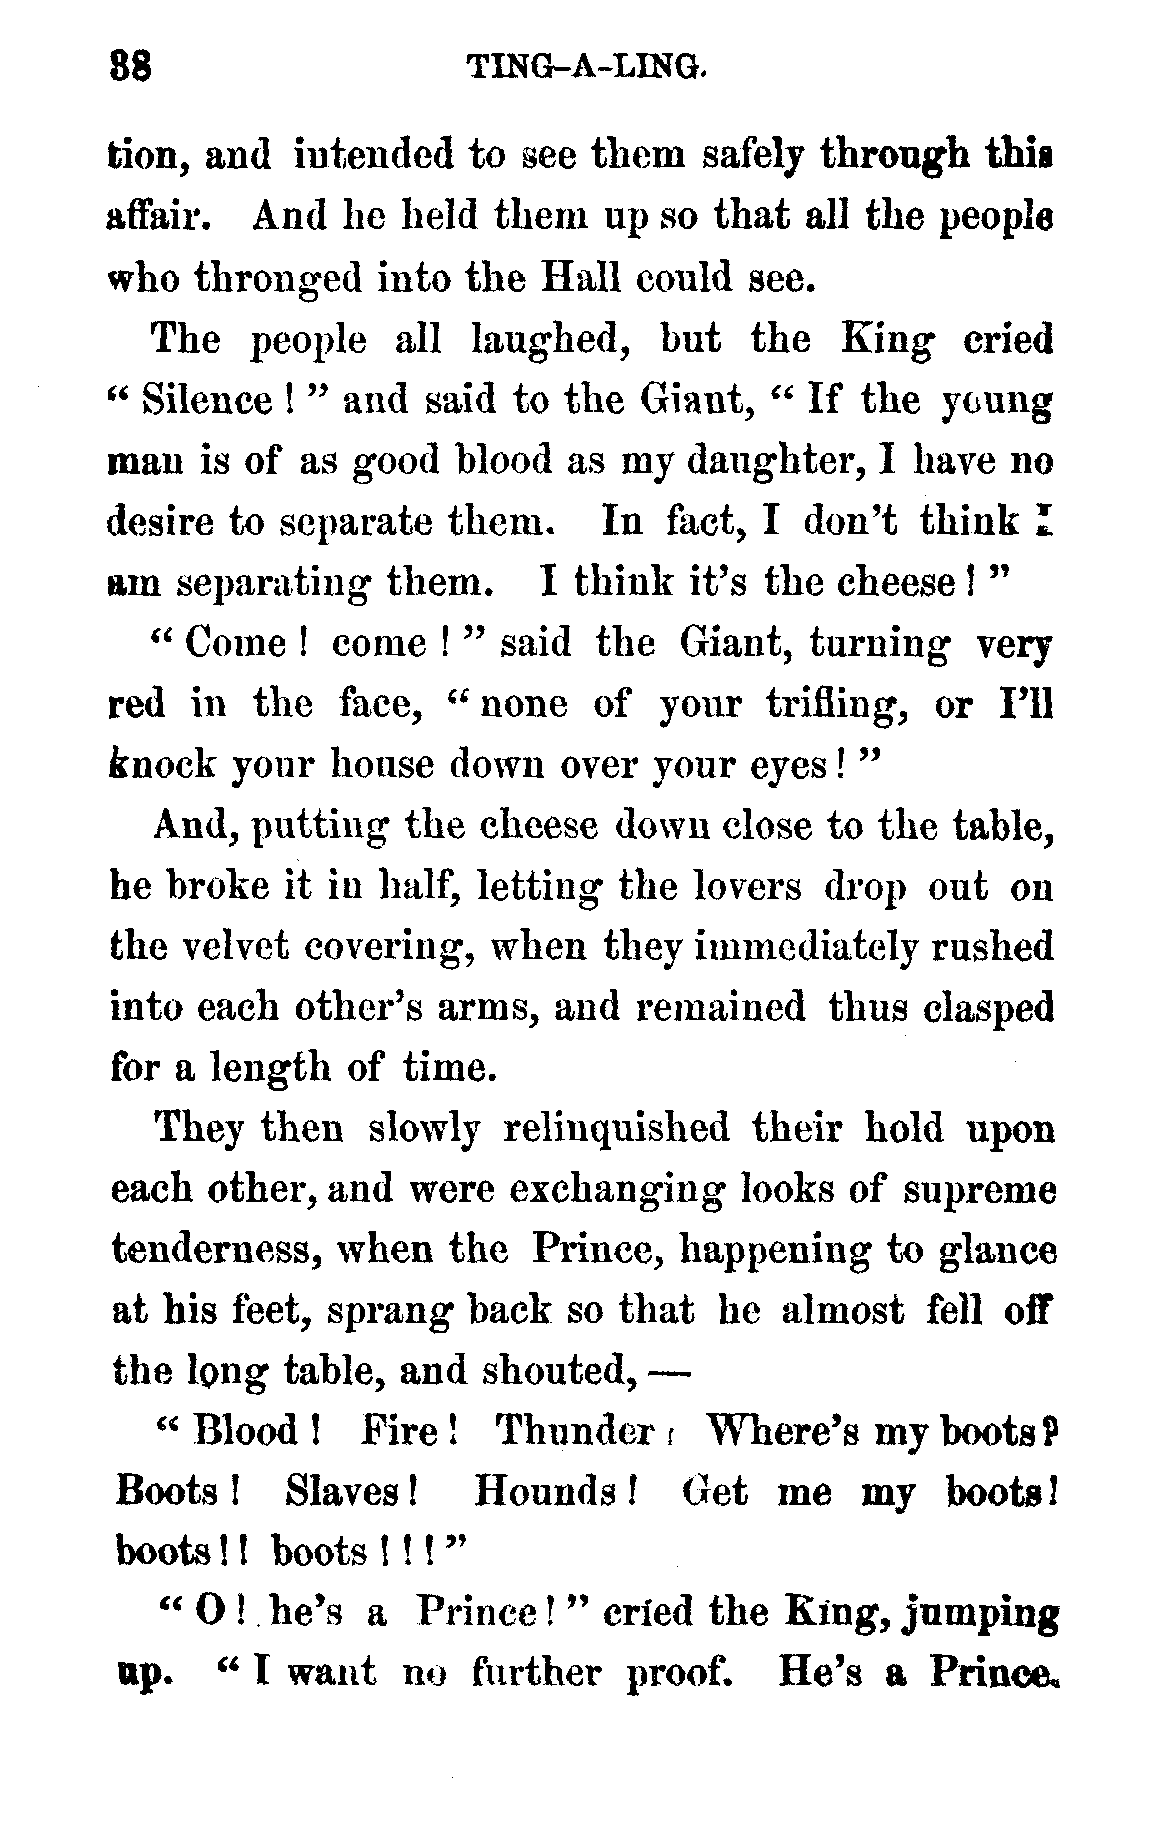 38 TING-A-LING.
tion, and intended to see them safely through this
affair. And he held them up so that all the people
who thronged into the Hall could see.
The people all laughed, but the King cried
“ Silence ! ” and said to the Giant, “ If the young
man is of as good blood as my daughter, I have no
desire to separate them. In fact, I don’t think I
am separating them. I think it’s the cheese ! ”
“ Come ! come ! ” said the Giant, turning very
red in the face, “ none of your trifling, or I’ll
knock your house down over your eyes ! ”
And, putting the cheese down close to the table,
he broke it in half, letting the lovers drop out on
the velvet covering, when they immediately rushed
into each other’s arms, and remained thus clasped
for a length of time.
They then slowly relinquished their hold upon
each other, and were exchanging looks of supreme
tenderness, when the Prince, happening to glance
at his feet, sprang back so that he almost fell off
the long table, and shouted, —
“ Blood ! Fire ! Thunder ! Where’s my boots ?
Boots ! Slaves ! Hounds ! Get me my boots !
boots ! ! boots ! ! ! ”
“ O ! he’s a Prince ! ” cried the King, jumping
up. “ I want no further proof. He’s a Prince.